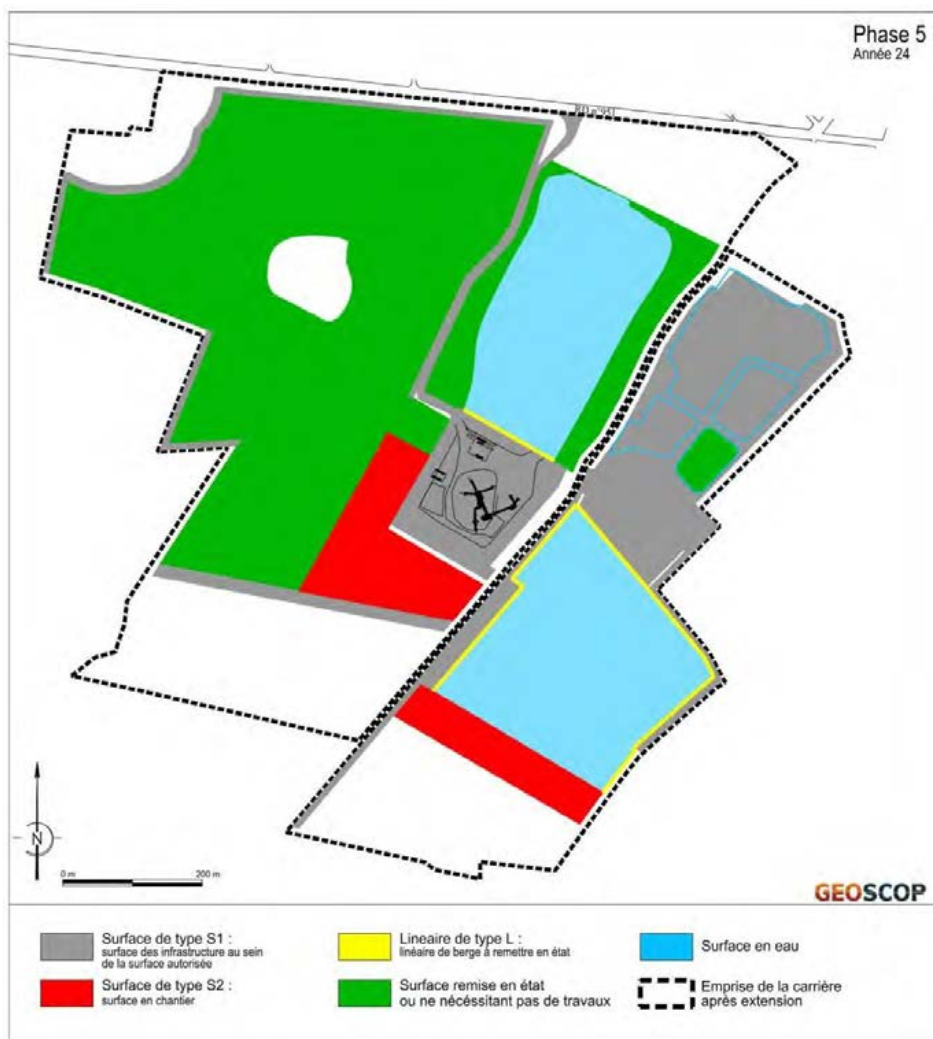 Phase 5
Année 24
N
0 m 200 m
GEOSCOP
Surface de type S1 :
surface des infrastructure au sein
de la surface autorisée
Surface de type S2 :
surface en chantier
Lineaire de type L :
linéaire de berge à remettre en état
Surface remise en état
ou ne nécéssitant pas de travaux
Surface en eau
Emprise de la carrière
après extension